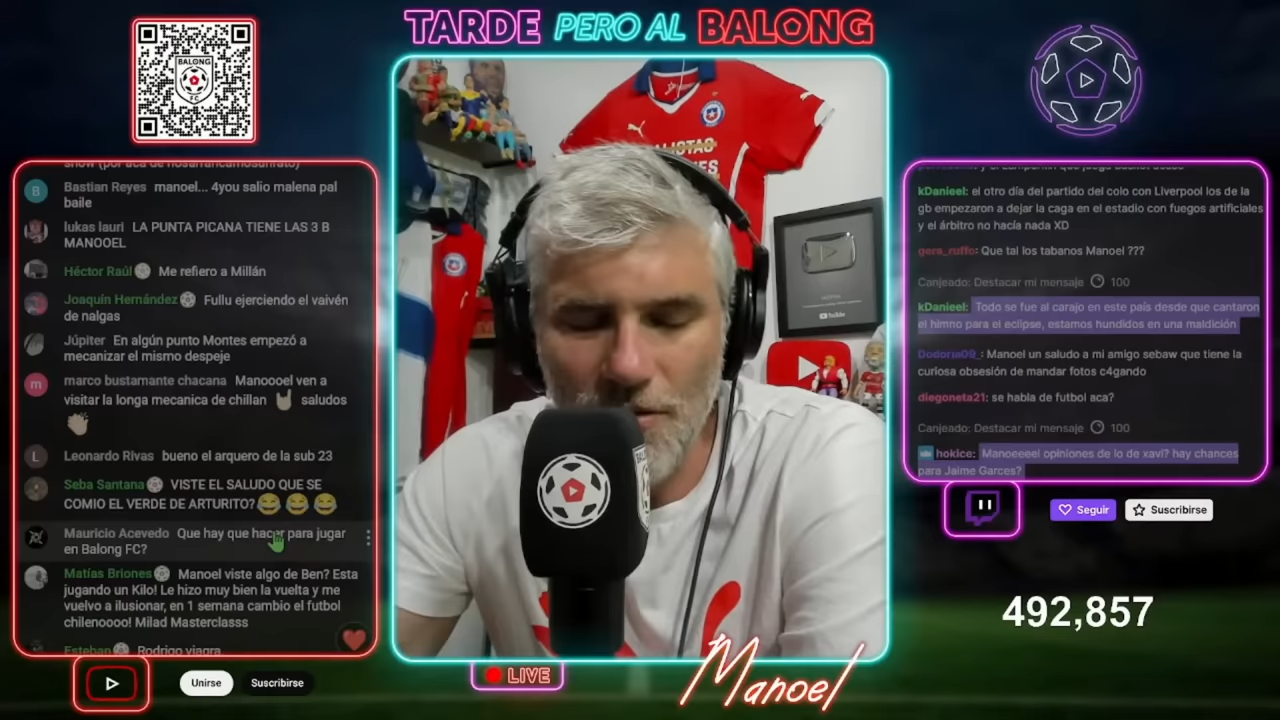 TARDE PERO AL BALONG
BALONG
FC
show (por aca de nosarrancamosunrato)
B
Bastian Reyes manoel... 4you salio malena pal
baile
lukas lauri LA PUNTA PICANA TIENE LAS 3 B
MANOOEL
Héctor Raúl Me refiero a Millán
Joaquín Hernández Fullu ejerciendo el vaivén
de nalgas
Júpiter En algún punto Montes empezó a
mecanizar el mismo despeje
m
marco bustamante chacana Manoooel ven a
visitar la longa mecanica de chillan 🤘 saludos
👏
L
Leonardo Rivas bueno el arquero de la sub 23
Seba Santana VISTE EL SALUDO QUE SE
COMIO EL VERDE DE ARTURITO? 😂 😂 😂
Mauricio Acevedo Que hay que hacer para jugar
en Balong FC?
Matías Briones Manoel viste algo de Ben? Esta
jugando un Kilo! Le hizo muy bien la vuelta y me
vuelvo a ilusionar, en 1 semana cambio el futbol
chilenoooo! Milad Masterclasss
Esteban Rodrigo viagra
Unirse
Suscribirse
YouTube
LIVE
Manoel
kDanieel: el otro día del partido del colo con Liverpool los de la
gb empezaron a dejar la caga en el estadio con fuegos artificiales
y el árbitro no hacía nada XD
gera_ruffo: Que tal los tabanos Manoel ???
Canjeado: Destacar mi mensaje 100
kDanieel: Todo se fue al carajo en este país desde que cantaron
el himno para el eclipse, estamos hundidos en una maldición
Dodoria09_: Manoel un saludo a mi amigo sebaw que tiene la
curiosa obsesión de mandar fotos c4gando
diegoneta21: se habla de futbol aca?
Canjeado: Destacar mi mensaje 100
hokice: Manoeeeel opiniones de lo de xavi? hay chances
para Jaime Garces?
Seguir
Suscribirse
492,857